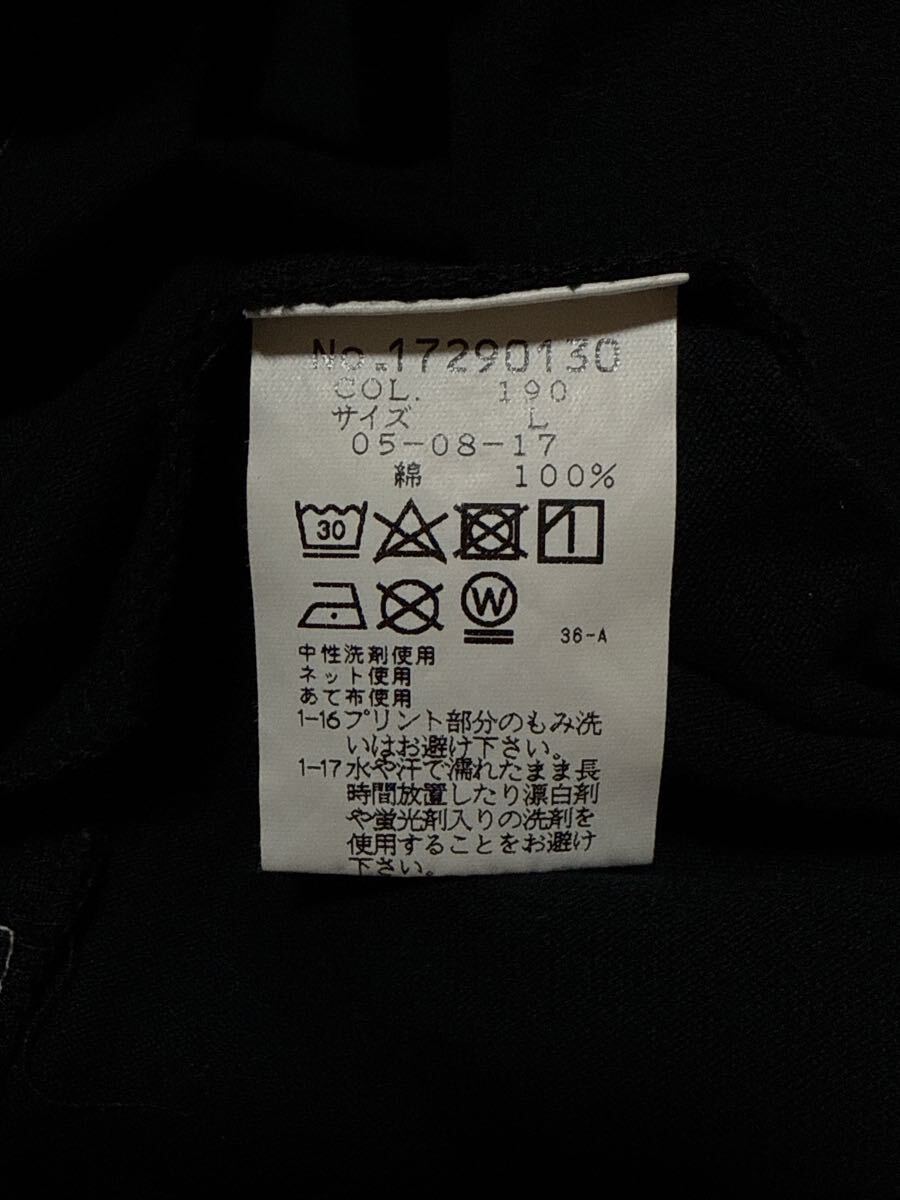 No.17290130
COL. 190
サイズ L
05-08-17
綿 100%
30
1
W
36-A
中性洗剤使用
ネット使用
あて布使用
1-16プリント部分のもみ洗
いはお避け下さい。
1-17水や汗で濡れたまま長
時間放置したり漂白剤
や蛍光剤入りの洗剤を
使用することをお避け
下さい。